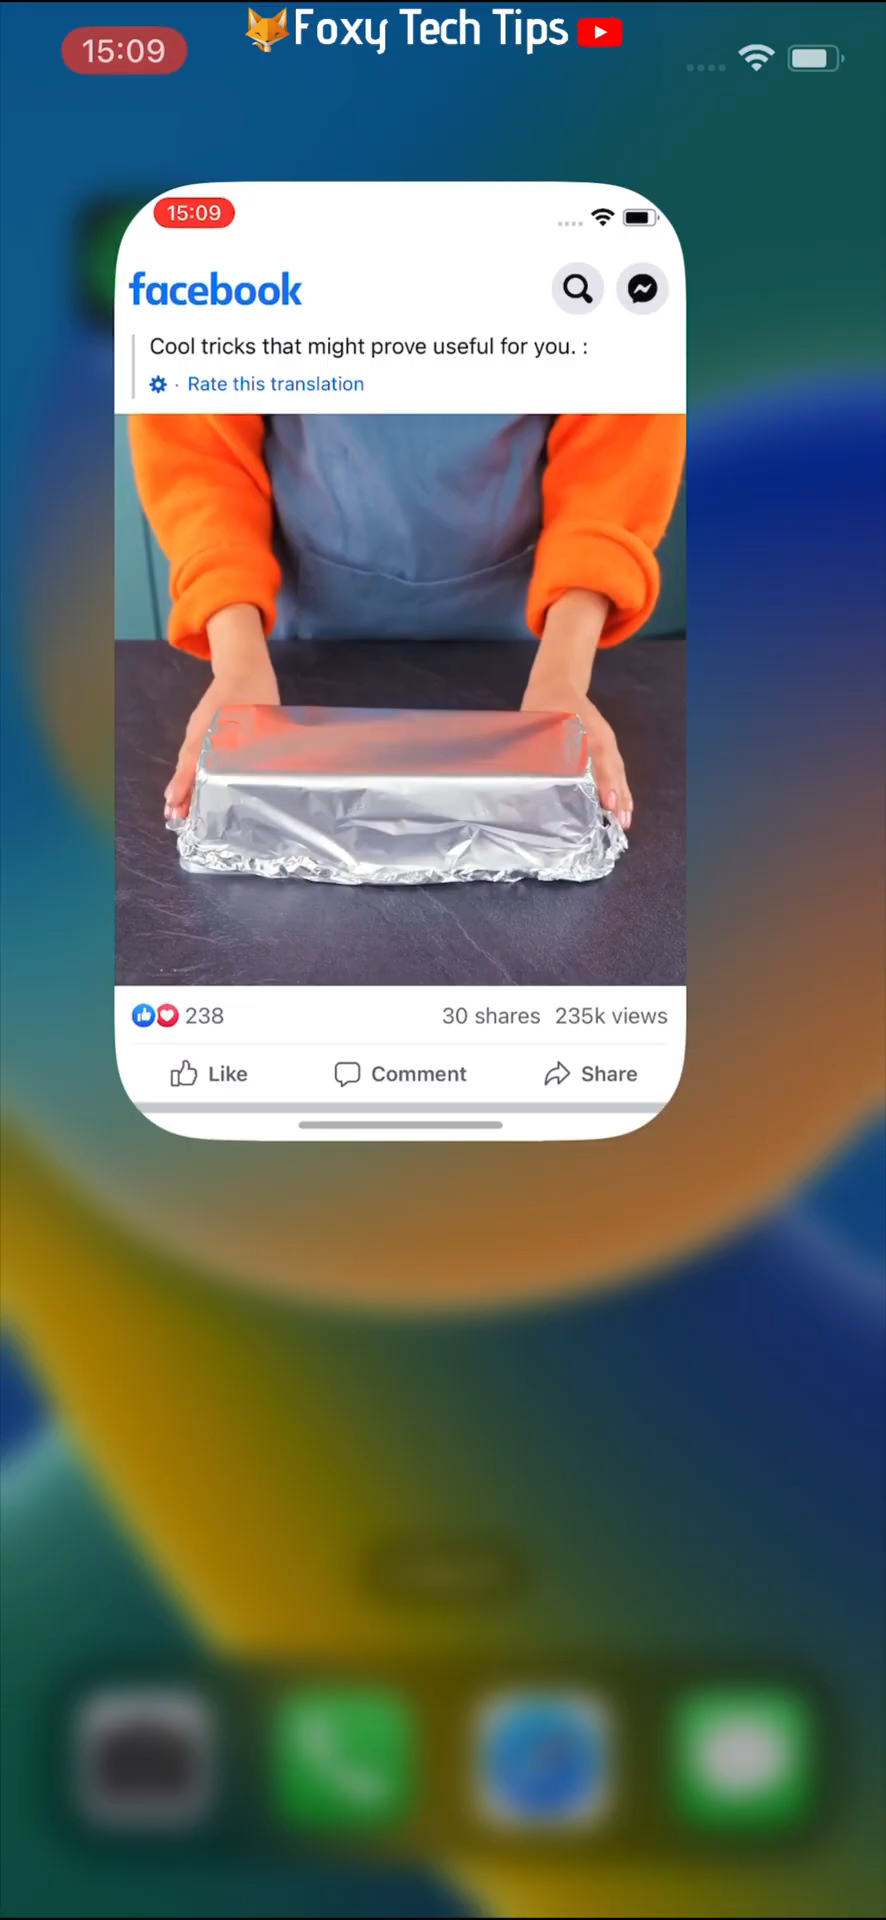 15:09
Foxy Tech Tips
15:09
facebook
Cool tricks that might prove useful for you. :
· Rate this translation
238
30 shares 235k views
Like Comment Share